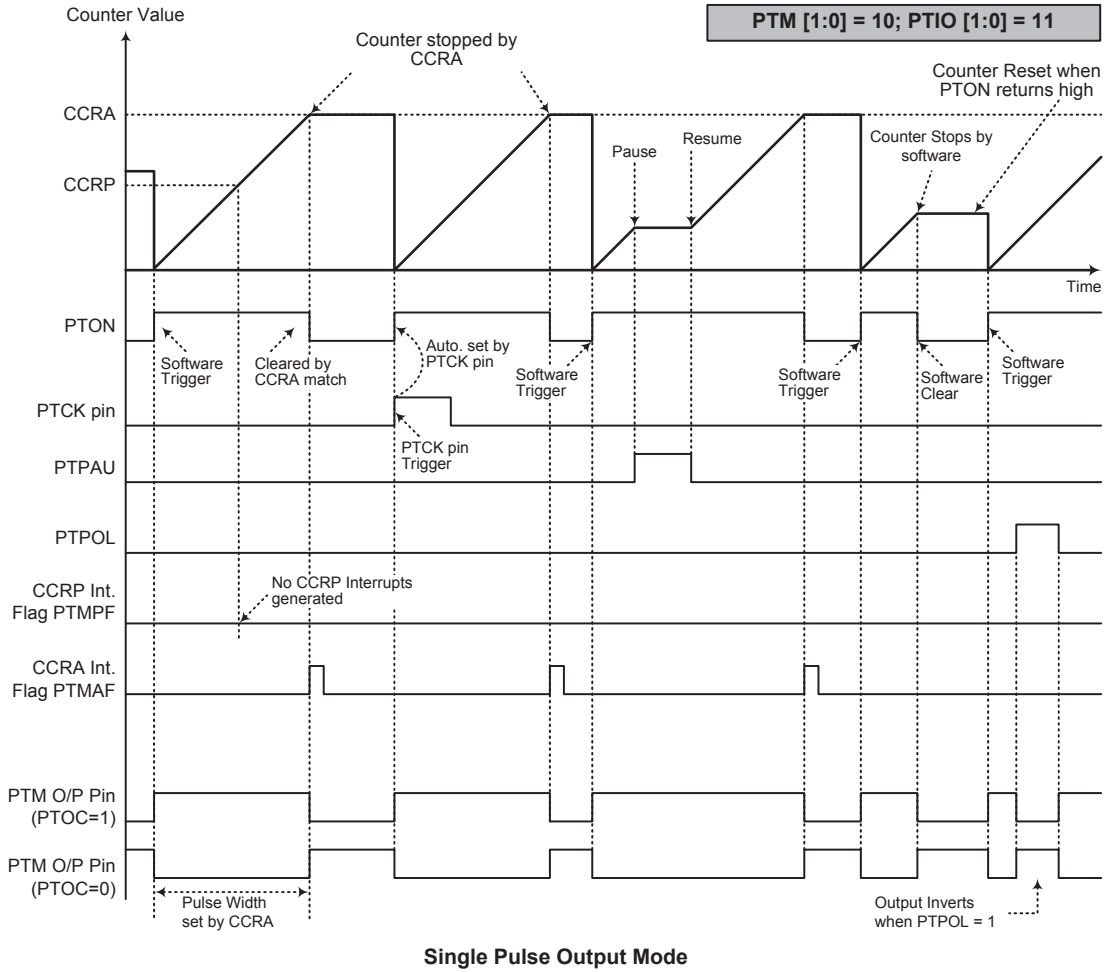 Counter Value
PTM [1:0] = 10; PTIO [1:0] = 11
Counter stopped by
CCRA
Counter Reset when
PTON returns high
CCRA
Pause
Resume
Counter Stops by
software
CCRP
Time
PTON
Software
Trigger
Cleared by
CCRA match
Auto. set by
PTCK pin
Software
Trigger
Software
Trigger
Software
Clear
Software
Trigger
PTCK pin
PTCK pin
Trigger
PTPAU
PTPOL
CCRP Int.
Flag PTMPF
No CCRP Interrupts
generated
CCRA Int.
Flag PTMAF
PTM O/P Pin
(PTOC=1)
PTM O/P Pin
(PTOC=0)
Pulse Width
set by CCRA
Output Inverts
when PTPOL = 1
Single Pulse Output Mode